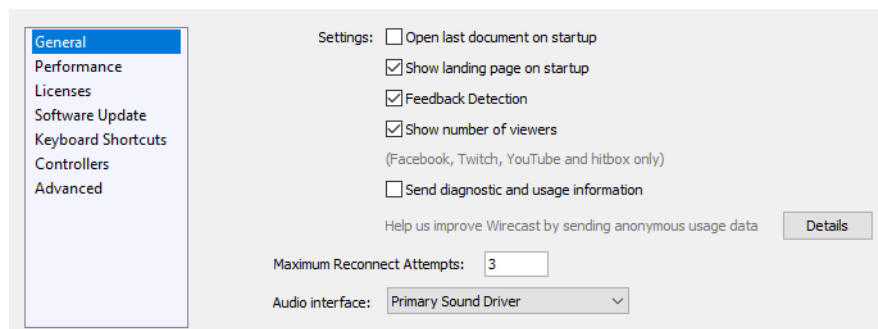 General
Performance
Licenses
Software Update
Keyboard Shortcuts
Controllers
Advanced
Settings: Open last document on startup
Show landing page on startup
Feedback Detection
Show number of viewers
(Facebook, Twitch, YouTube and hitbox only)
Send diagnostic and usage information
Help us improve Wirecast by sending anonymous usage data Details
Maximum Reconnect Attempts: 3
Audio interface: Primary Sound Driver